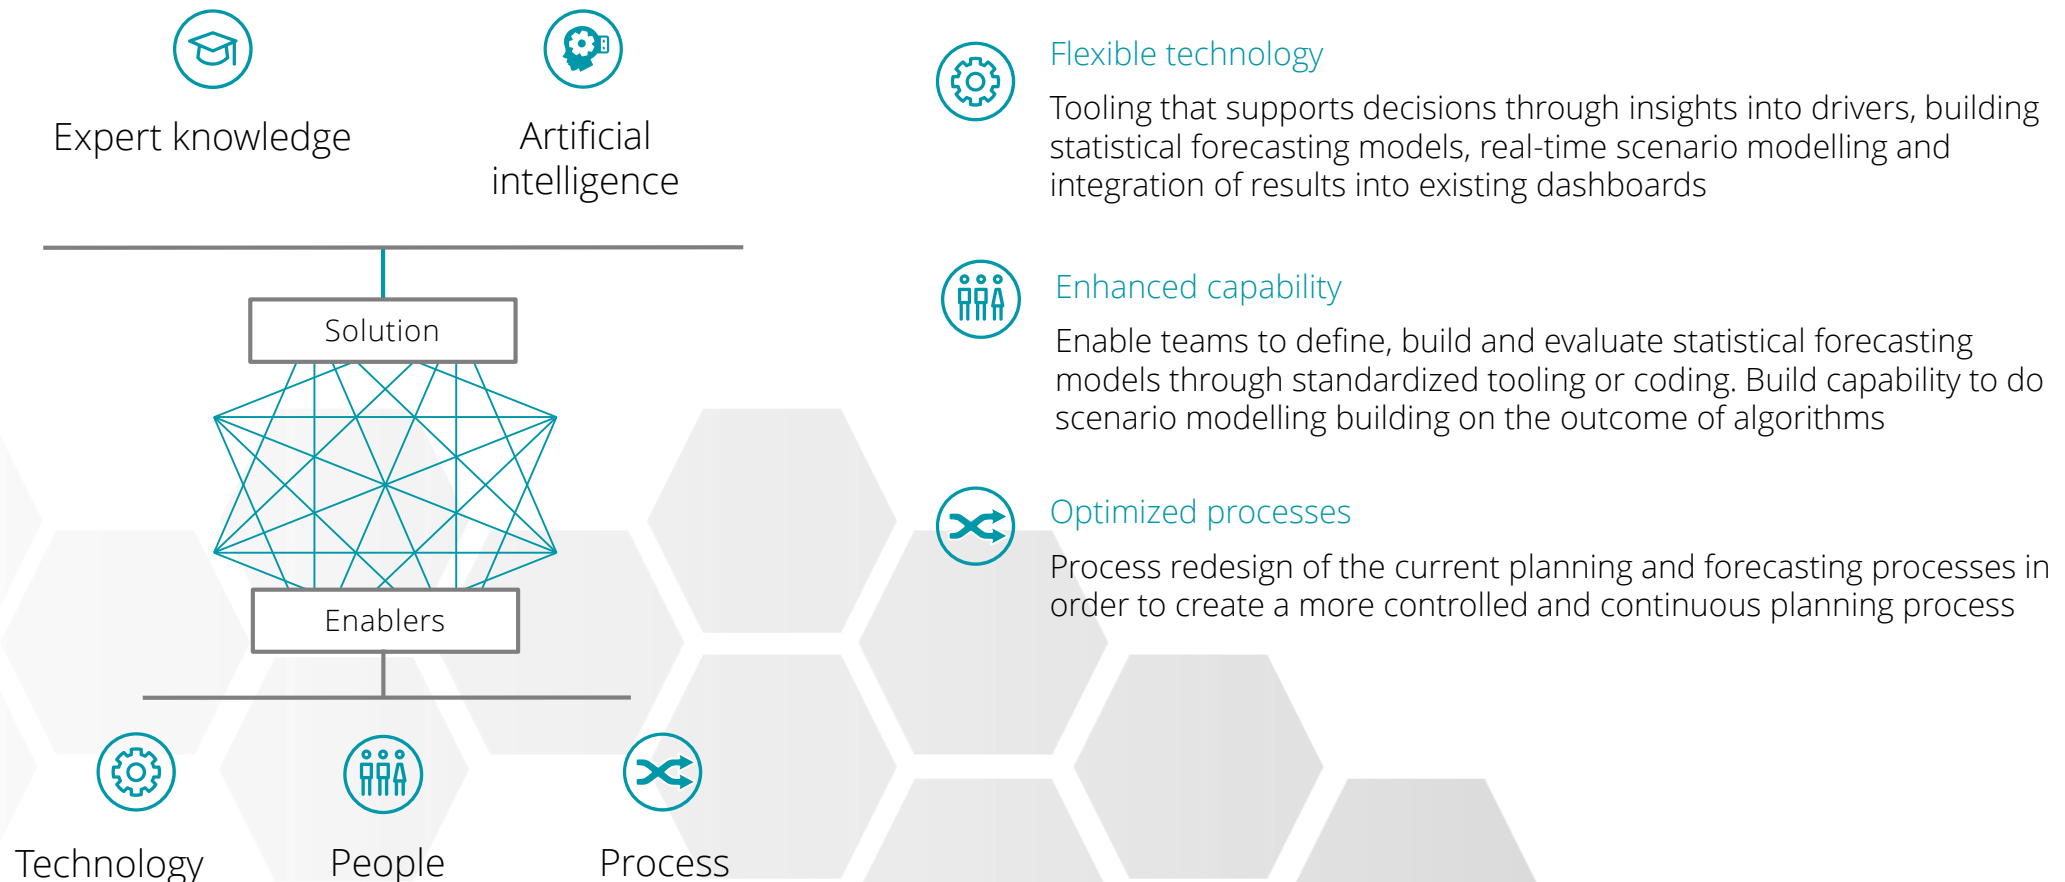 Expert knowledge
Artificial
intelligence
Solution
Enablers
Technology
People
Process
Flexible technology
Tooling that supports decisions through insights into drivers, building
statistical forecasting models, real-time scenario modelling and
integration of results into existing dashboards
Enhanced capability
Enable teams to define, build and evaluate statistical forecasting
models through standardized tooling or coding. Build capability to do
scenario modelling building on the outcome of algorithms
Optimized processes
Process redesign of the current planning and forecasting processes in
order to create a more controlled and continuous planning process